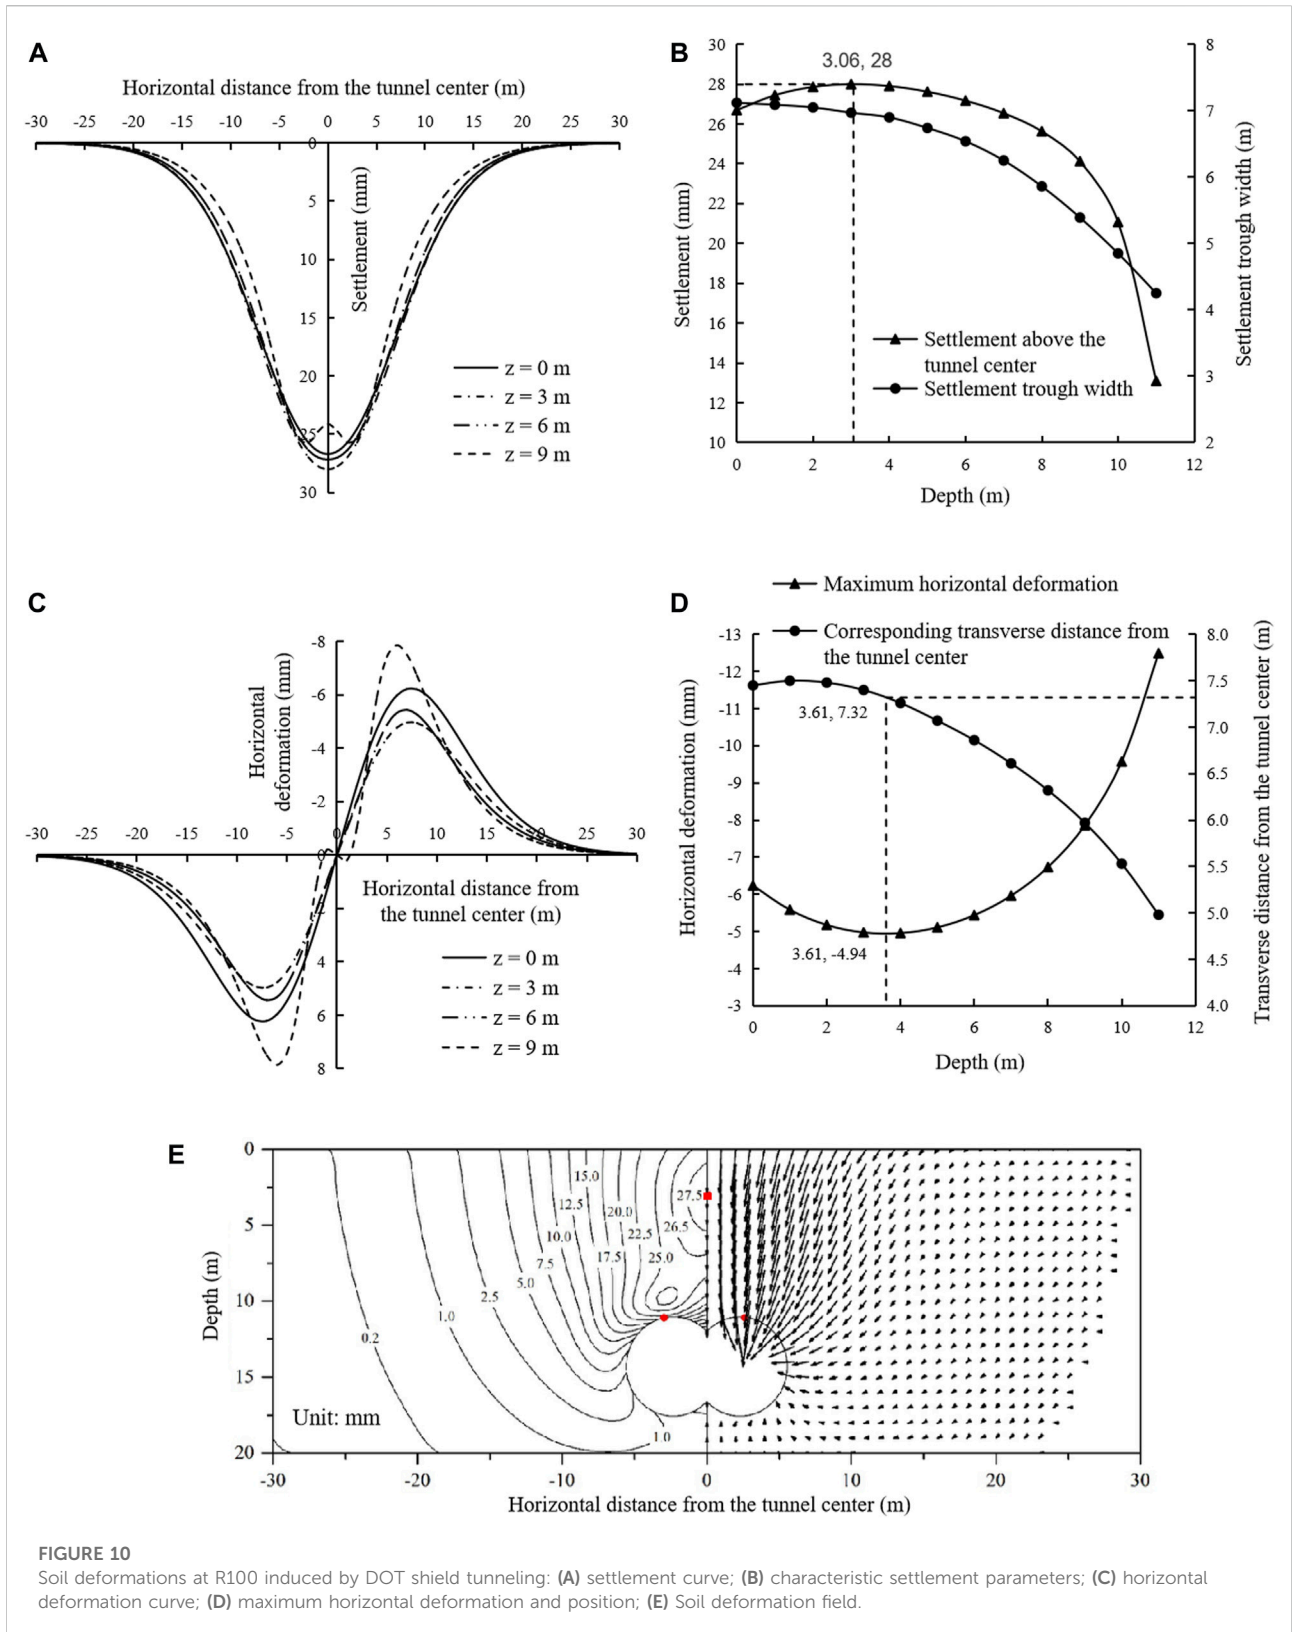 A
Horizontal distance from the tunnel center (m)
-30 -25 -20 -15 -10 -5 0 5 10 15 20 25 30
0
5
10
15
20
25
30
Settlement (mm)
z = 0 m
z = 3 m
z = 6 m
z = 9 m
B
3.06, 28
30
28
26
24
22
20
18
16
14
12
10
Settlement (mm)
8
7
6
5
4
3
2
Settlement trough width (m)
Settlement above the
tunnel center
Settlement trough width
0 2 4 6 8 10 12
Depth (m)
C
-8
-6
-4
-2
0
2
4
6
8
Horizontal
deformation (mm)
-30 -25 -20 -15 -10 -5 0 5 10 15 20 25 30
Horizontal distance from
the tunnel center (m)
z = 0 m
z = 3 m
z = 6 m
z = 9 m
D
Maximum horizontal deformation
Corresponding transverse distance from
the tunnel center
-13
-12
-11
-10
-9
-8
-7
-6
-5
-4
-3
Horizontal deformation (mm)
8.0
7.5
7.0
6.5
6.0
5.5
5.0
4.5
4.0
Transverse distance from the tunnel center (m)
3.61, 7.32
3.61, -4.94
0 2 4 6 8 10 12
Depth (m)
E
0
5
10
15
20
Depth (m)
15.0
12.5
10.0
7.5
5.0
2.5
1.0
0.2
27.5
20.0
26.5
22.5
17.5
25.0
1.0
Unit: mm
-30 -20 -10 0 10 20 30
Horizontal distance from the tunnel center (m)
FIGURE 10
Soil deformations at R100 induced by DOT shield tunneling: (A) settlement curve; (B) characteristic settlement parameters; (C) horizontal
deformation curve; (D) maximum horizontal deformation and position; (E) Soil deformation field.